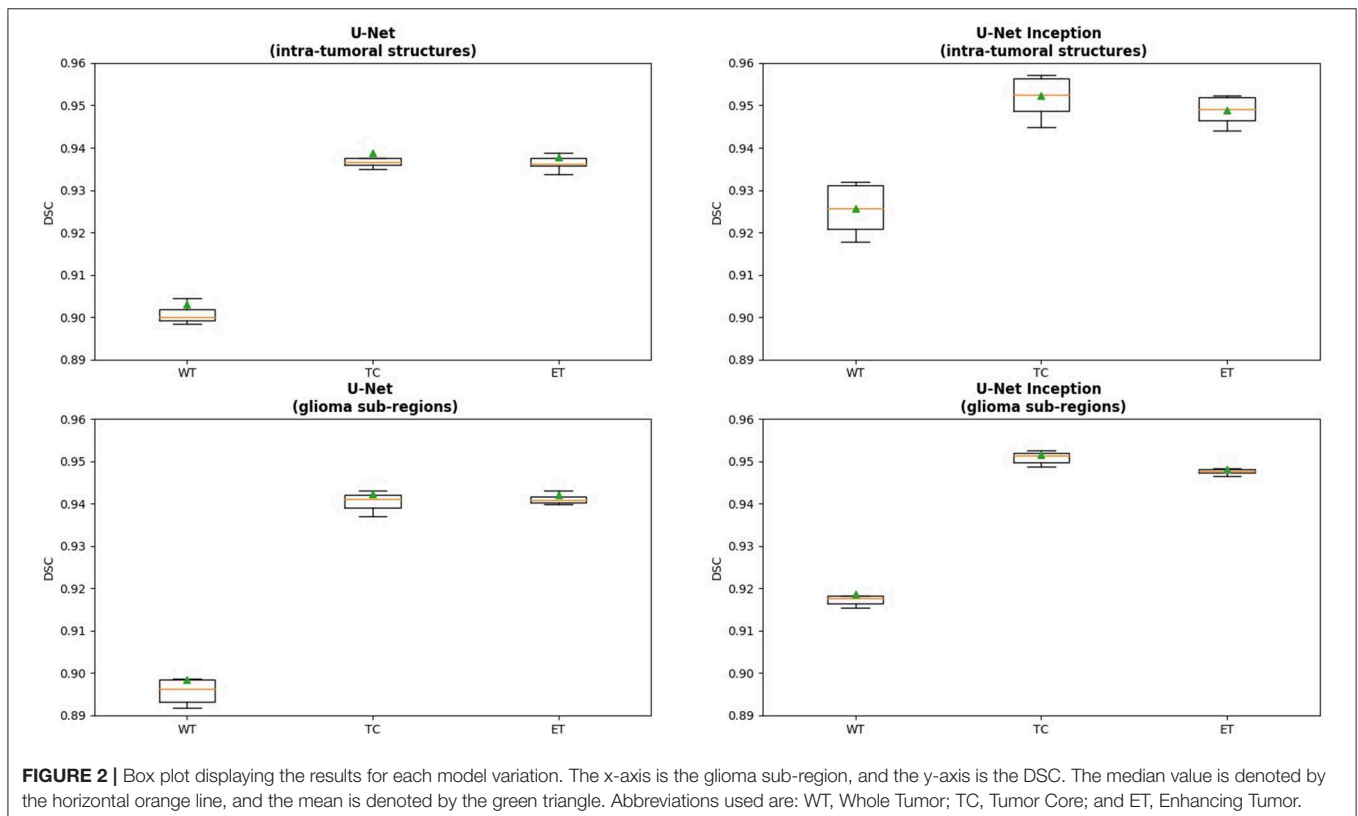 U-Net
(intra-tumoral structures)
0.96
0.95
0.94
0.93
0.92
0.91
0.90
0.89
DSC
WT TC ET
U-Net Inception
(intra-tumoral structures)
0.96
0.95
0.94
0.93
0.92
0.91
0.90
0.89
DSC
WT TC ET
U-Net
(glioma sub-regions)
0.96
0.95
0.94
0.93
0.92
0.91
0.90
0.89
DSC
WT TC ET
U-Net Inception
(glioma sub-regions)
0.96
0.95
0.94
0.93
0.92
0.91
0.90
0.89
DSC
WT TC ET
FIGURE 2 | Box plot displaying the results for each model variation. The x-axis is the glioma sub-region, and the y-axis is the DSC. The median value is denoted by
the horizontal orange line, and the mean is denoted by the green triangle. Abbreviations used are: WT, Whole Tumor; TC, Tumor Core; and ET, Enhancing Tumor.